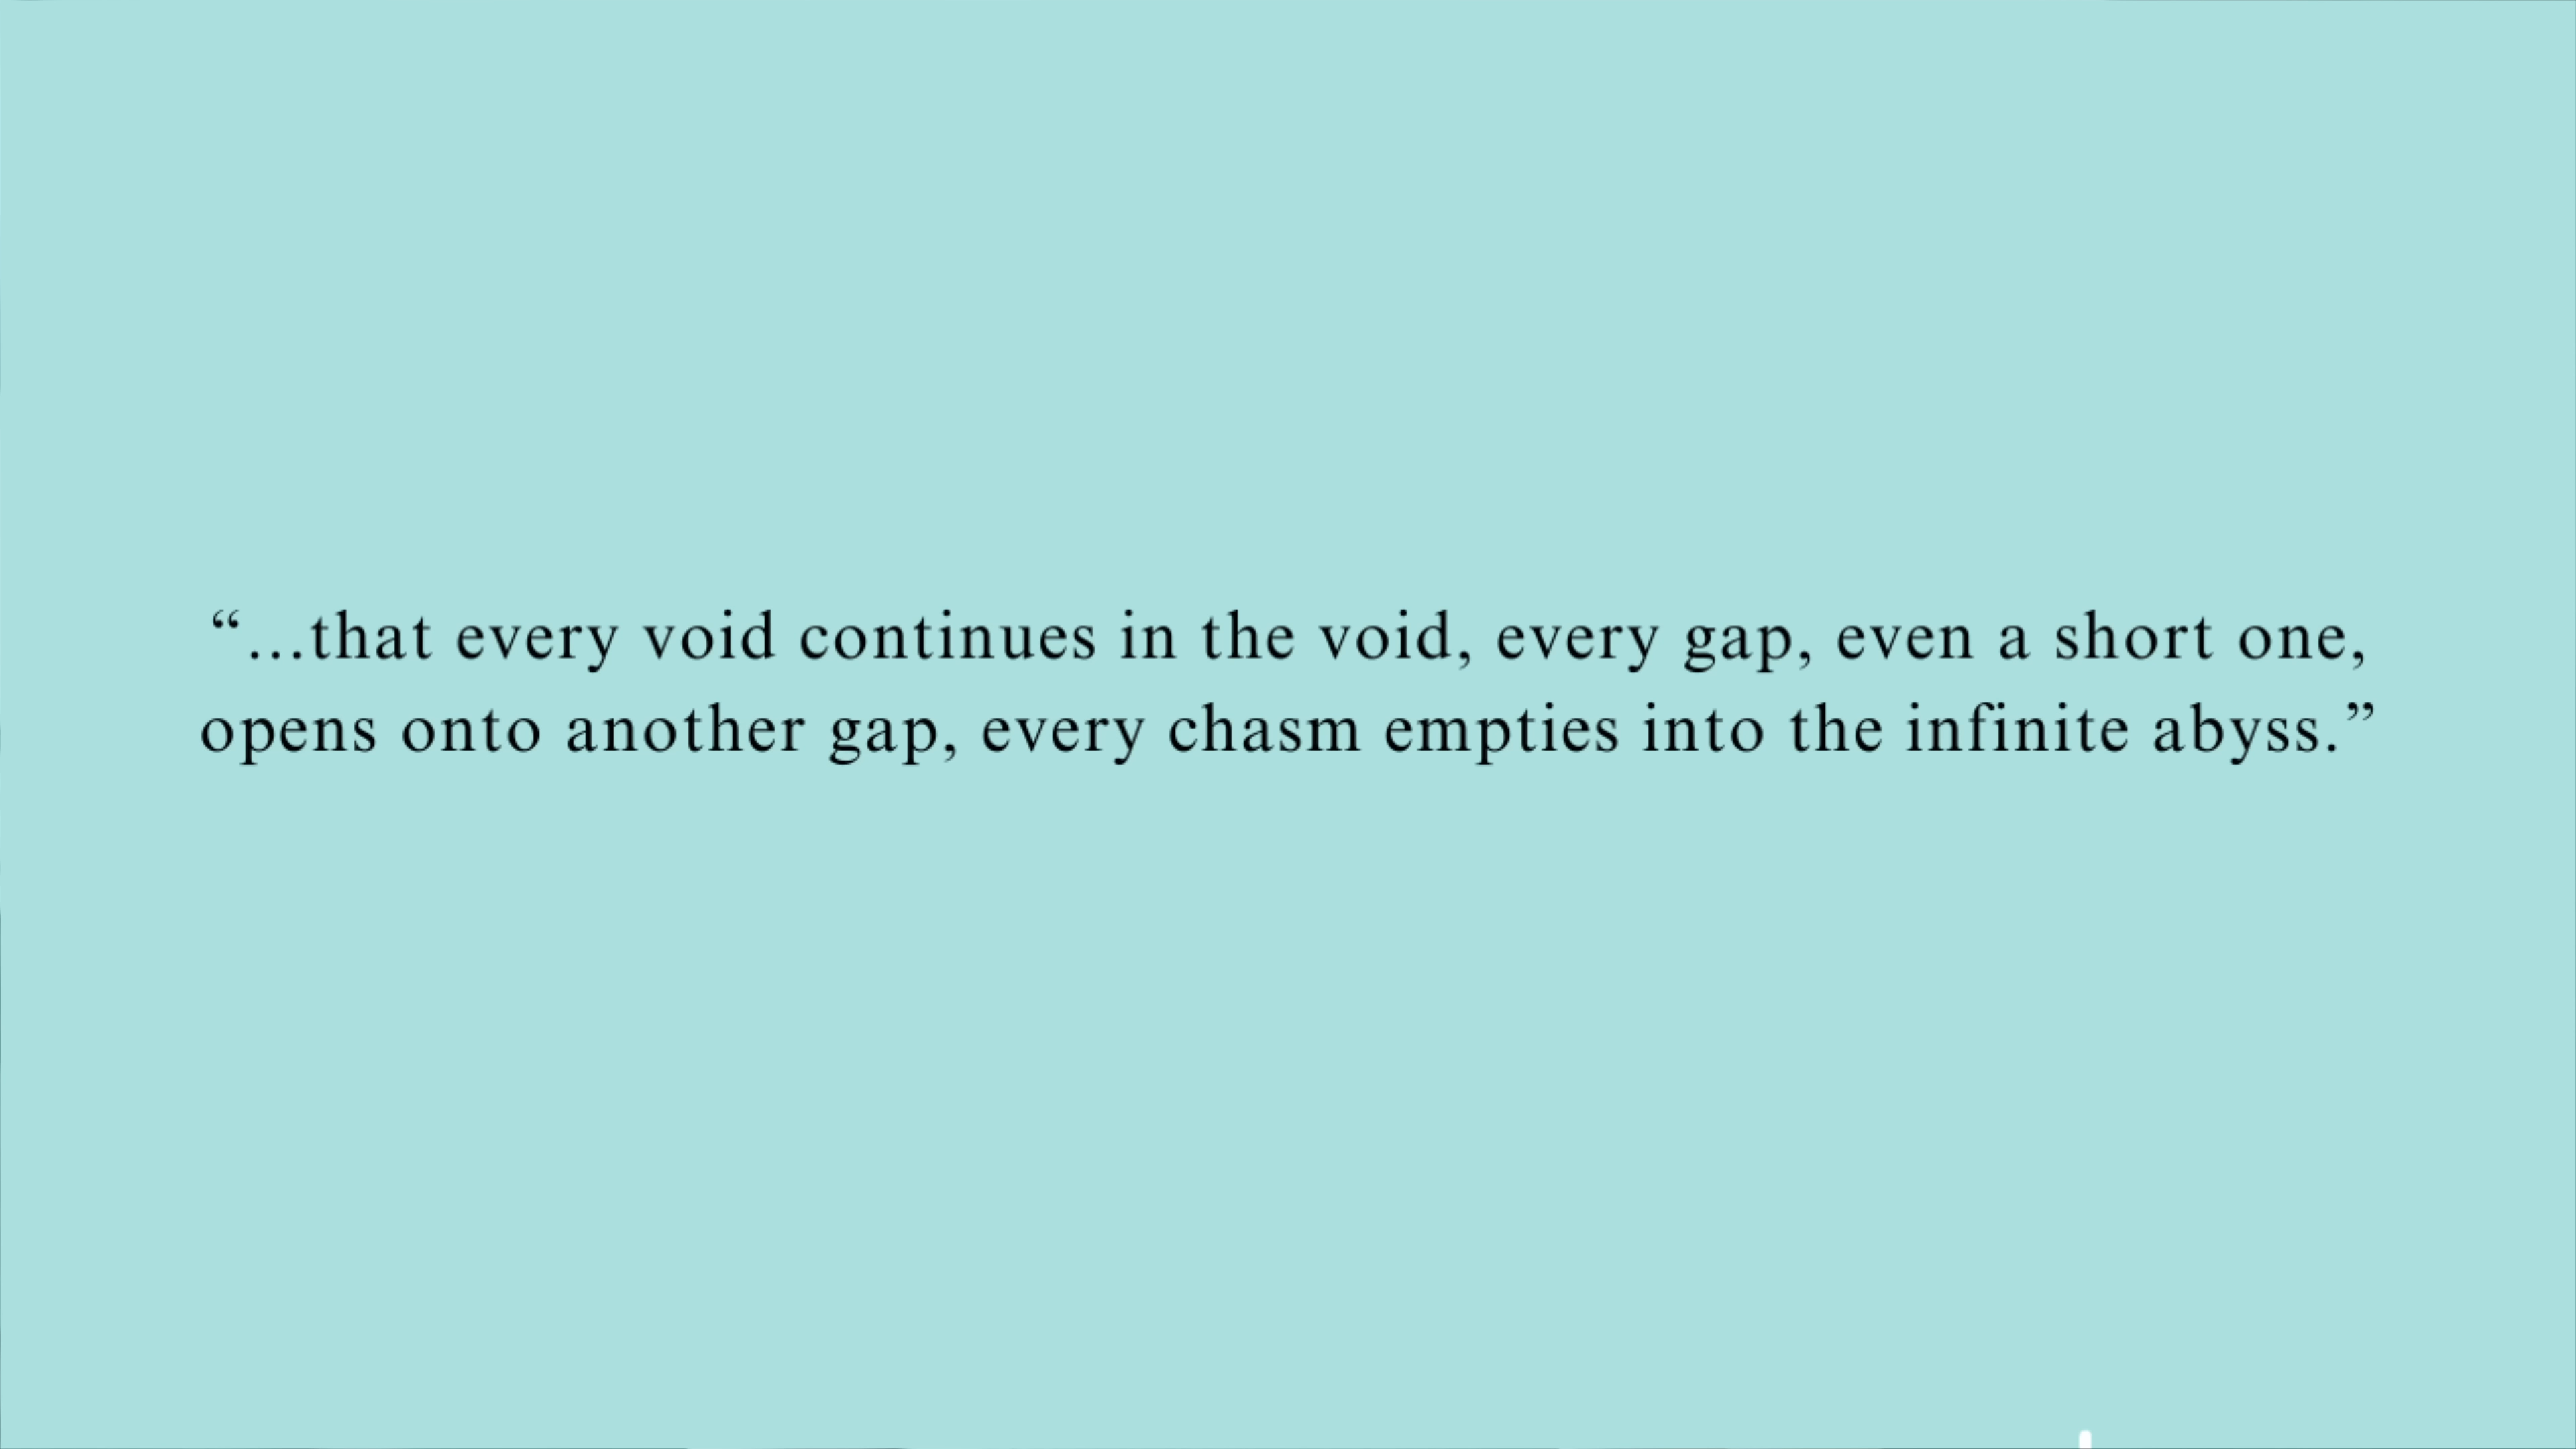 “...that every void continues in the void, every gap, even a short one,
opens onto another gap, every chasm empties into the infinite abyss.”